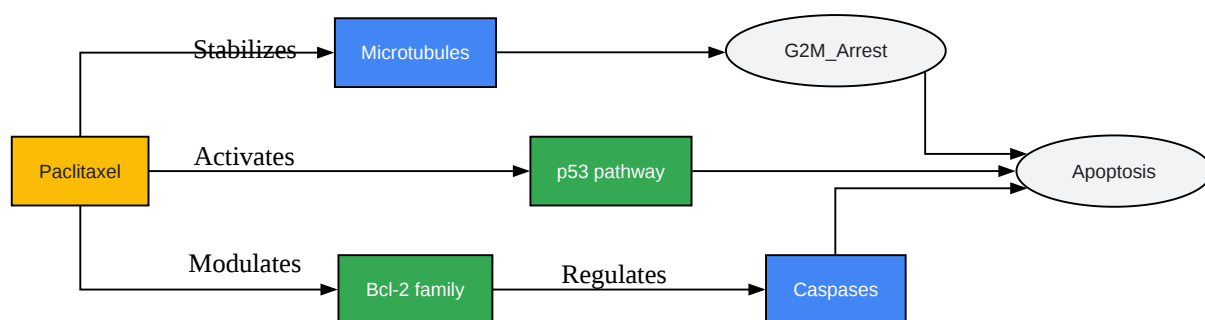 Stabilizes
Microtubules
G2M_Arrest
Paclitaxel
Activates
p53 pathway
Apoptosis
Modulates
Bcl-2 family
Regulates
Caspases